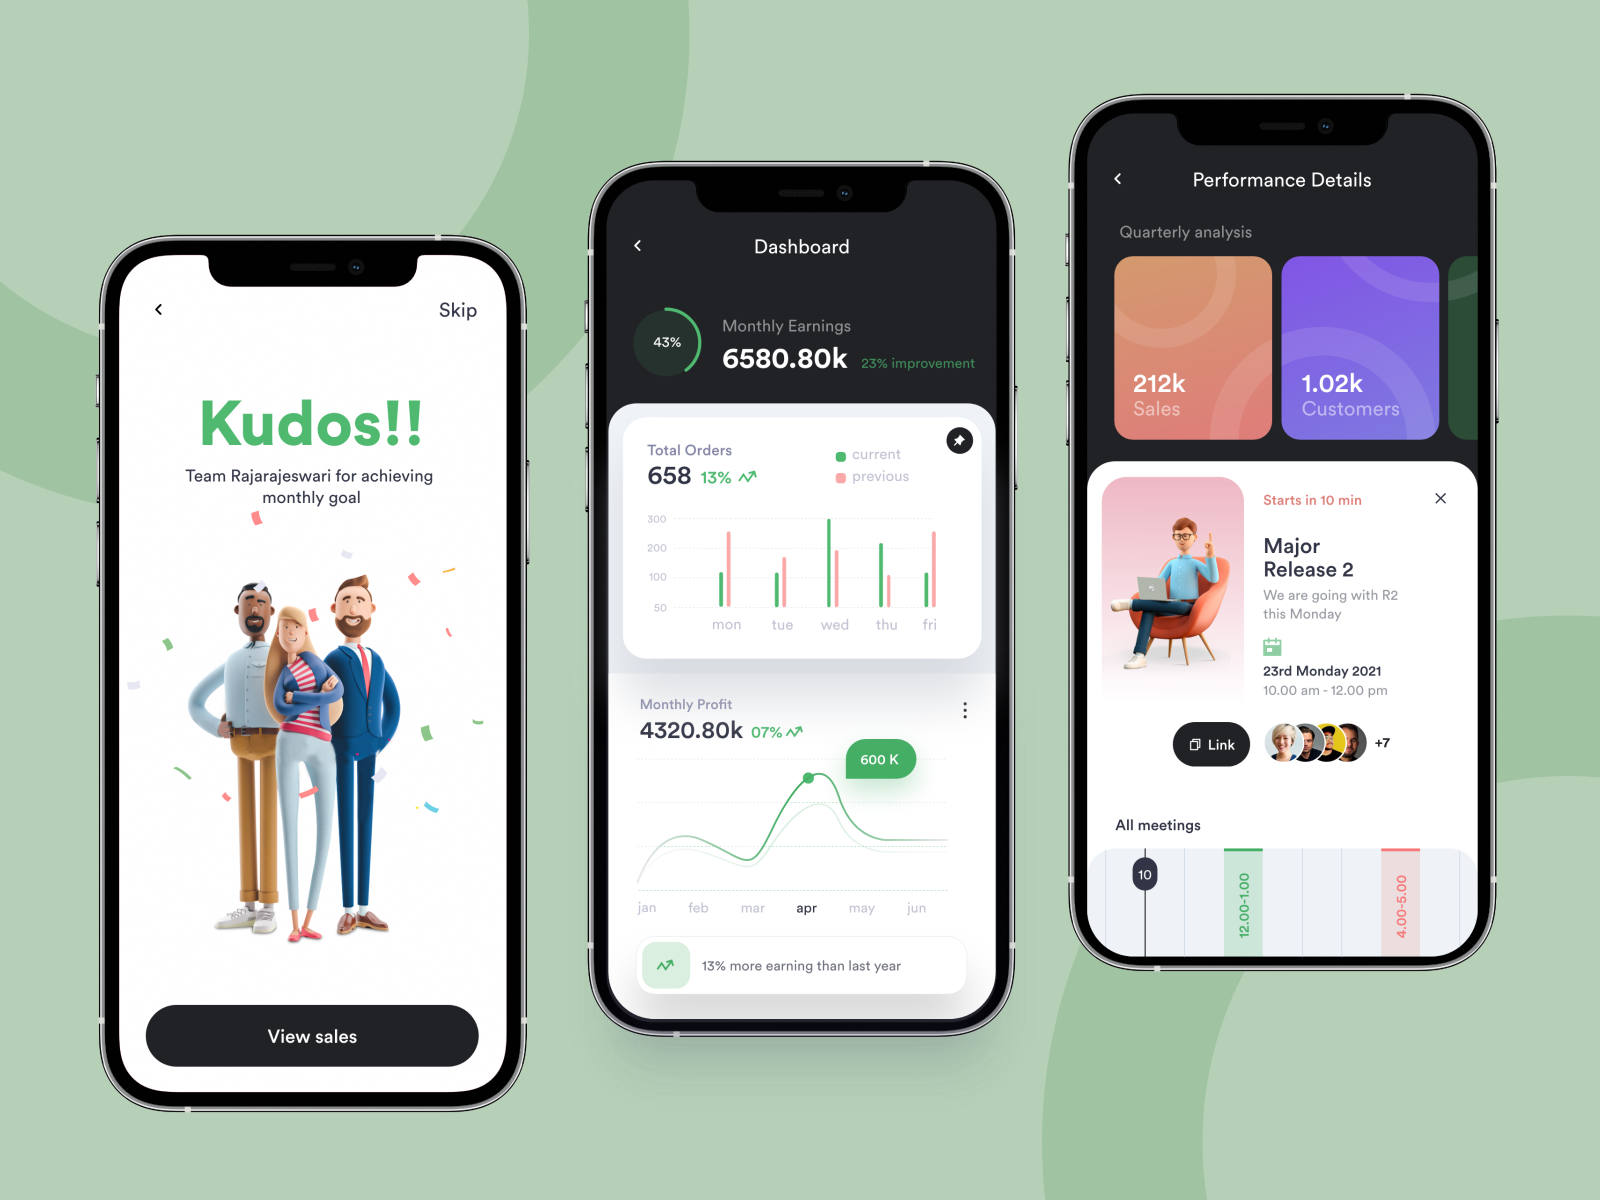 Skip
Kudos!!
Team Rajarajeswari for achieving
monthly goal
View sales
Dashboard
43%
Monthly Earnings
6580.80k 23% improvement
Total Orders
658 13%
current
previous
300
200
100
50
mon tue wed thu fri
Monthly Profit
4320.80k 07%
600 K
jan feb mar apr may jun
13% more earning than last year
Performance Details
Quarterly analysis
212k
Sales
1.02k
Customers
Starts in 10 min
Major
Release 2
We are going with R2
this Monday
23rd Monday 2021
10.00 am - 12.00 pm
Link
+7
All meetings
10
12.00-1.00
4.00-5.00